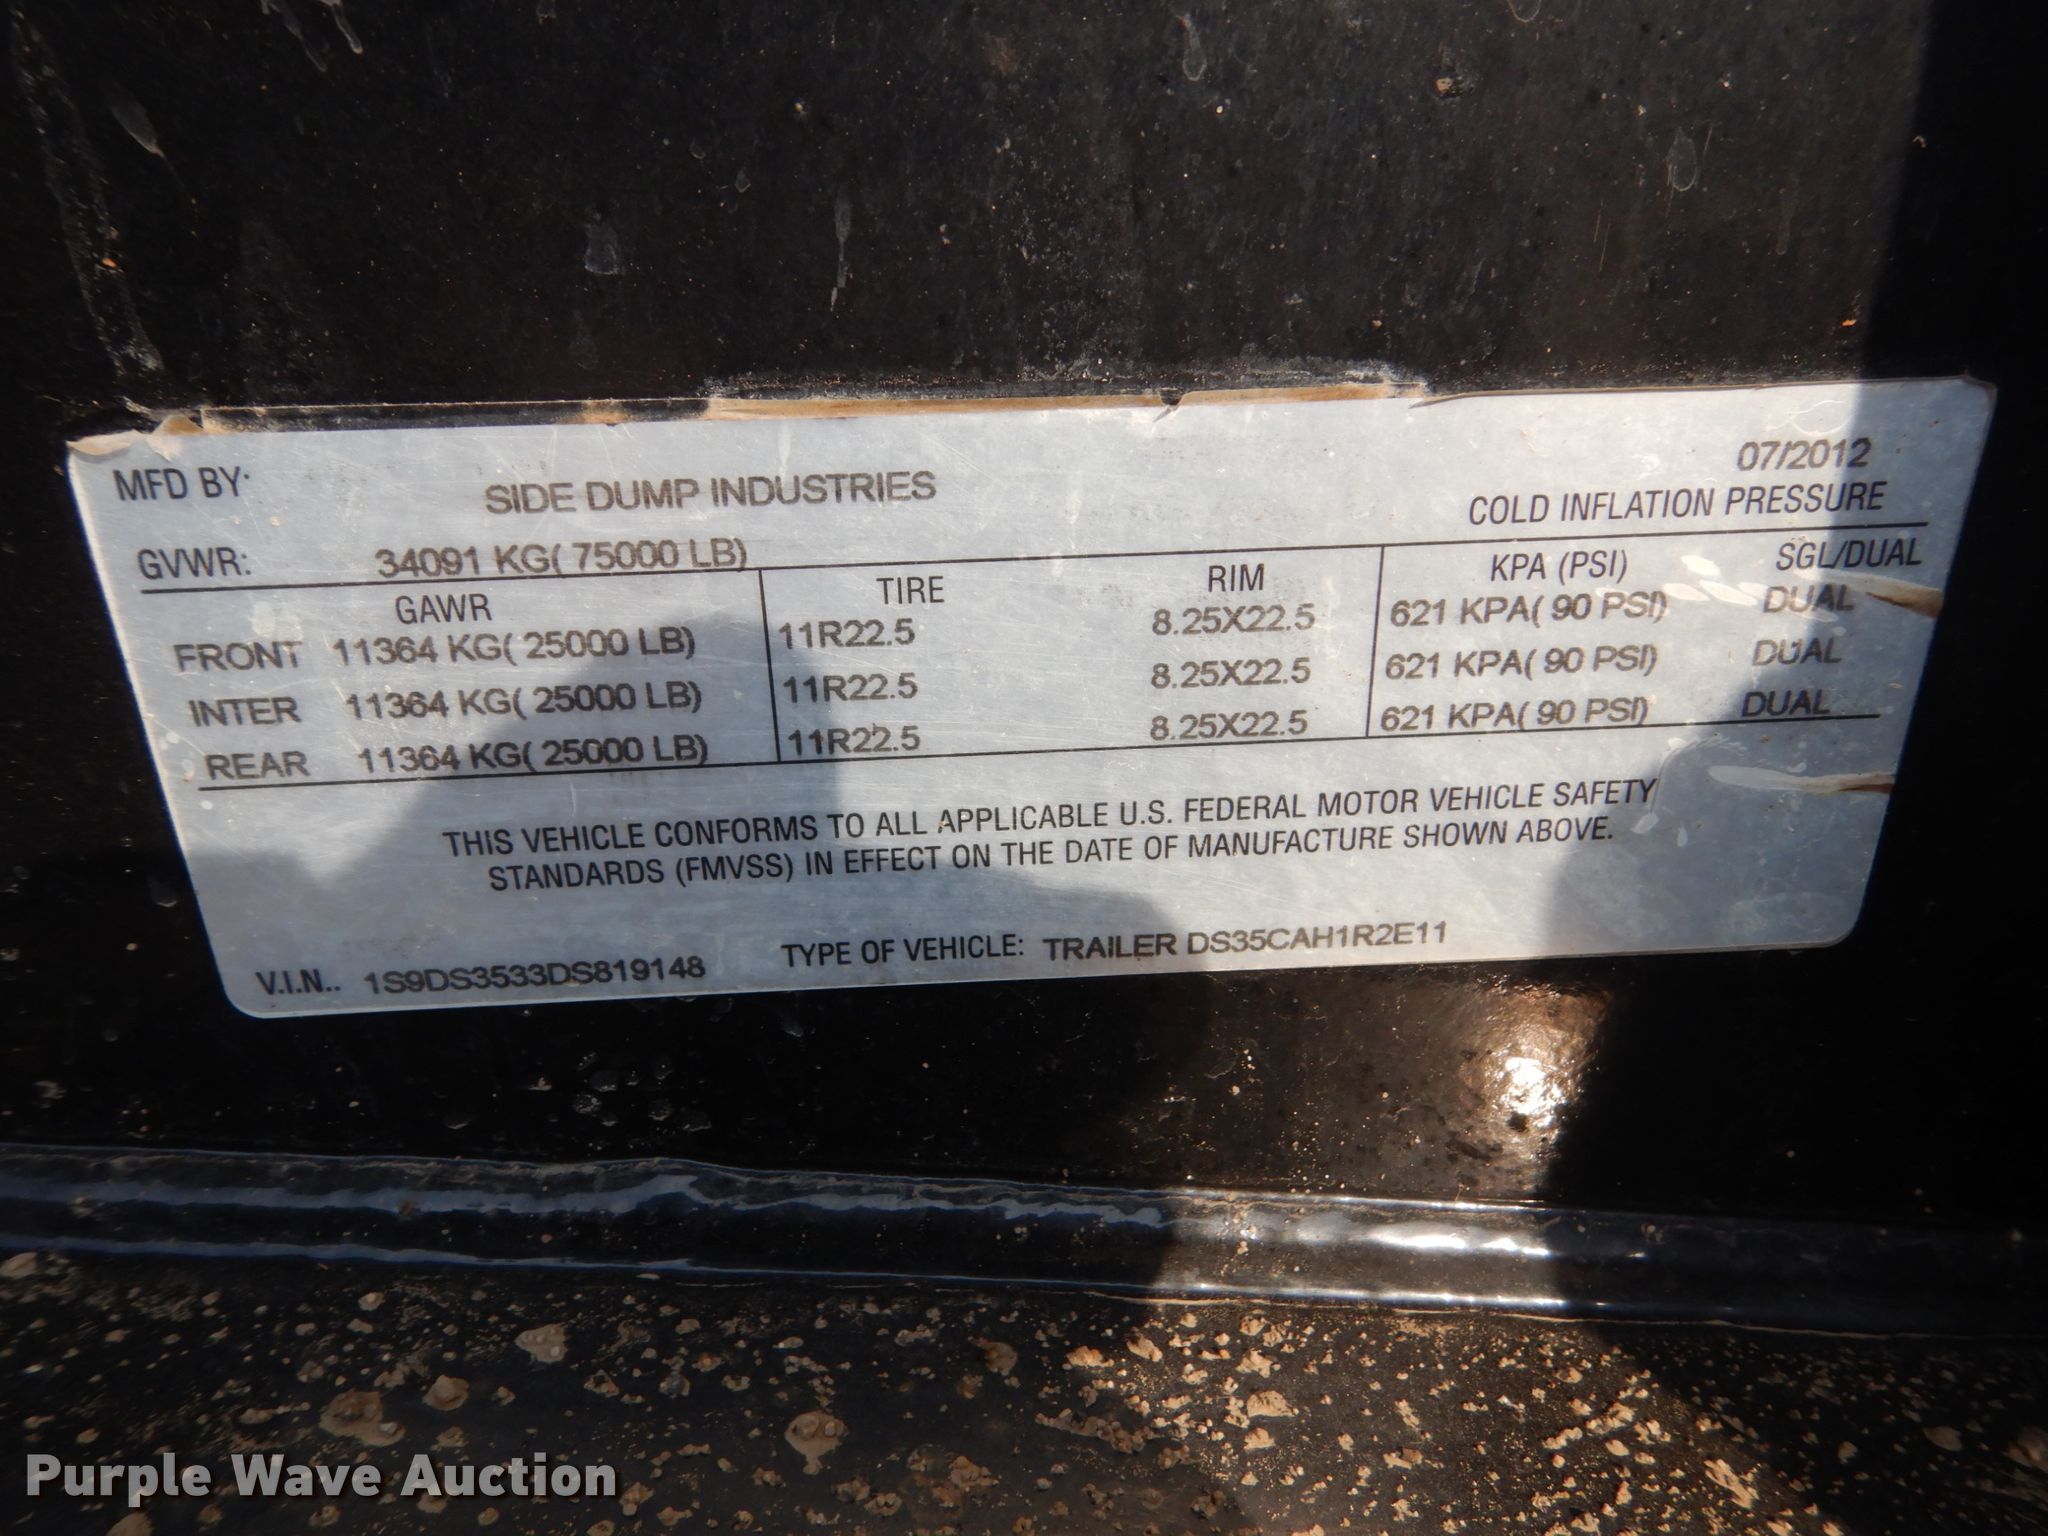 07/2012
MFD BY: SIDE DUMP INDUSTRIES COLD INFLATION PRESSURE
GVWR: 34091 KG( 75000 LB)
GAWR TIRE RIM KPA (PSI) SGL/DUAL
FRONT 11364 KG( 25000 LB) 11R22.5 8.25X22.5 621 KPA( 90 PSI) DUAL
INTER 11364 KG( 25000 LB) 11R22.5 8.25X22.5 621 KPA( 90 PSI) DUAL
REAR 11364 KG( 25000 LB) 11R22.5 8.25X22.5 621 KPA( 90 PSI) DUAL
THIS VEHICLE CONFORMS TO ALL APPLICABLE U.S. FEDERAL MOTOR VEHICLE SAFETY
STANDARDS (FMVSS) IN EFFECT ON THE DATE OF MANUFACTURE SHOWN ABOVE.
V.I.N.. 1S9DS3533DS819148 TYPE OF VEHICLE: TRAILER DS35CAH1R2E11
Purple Wave Auction